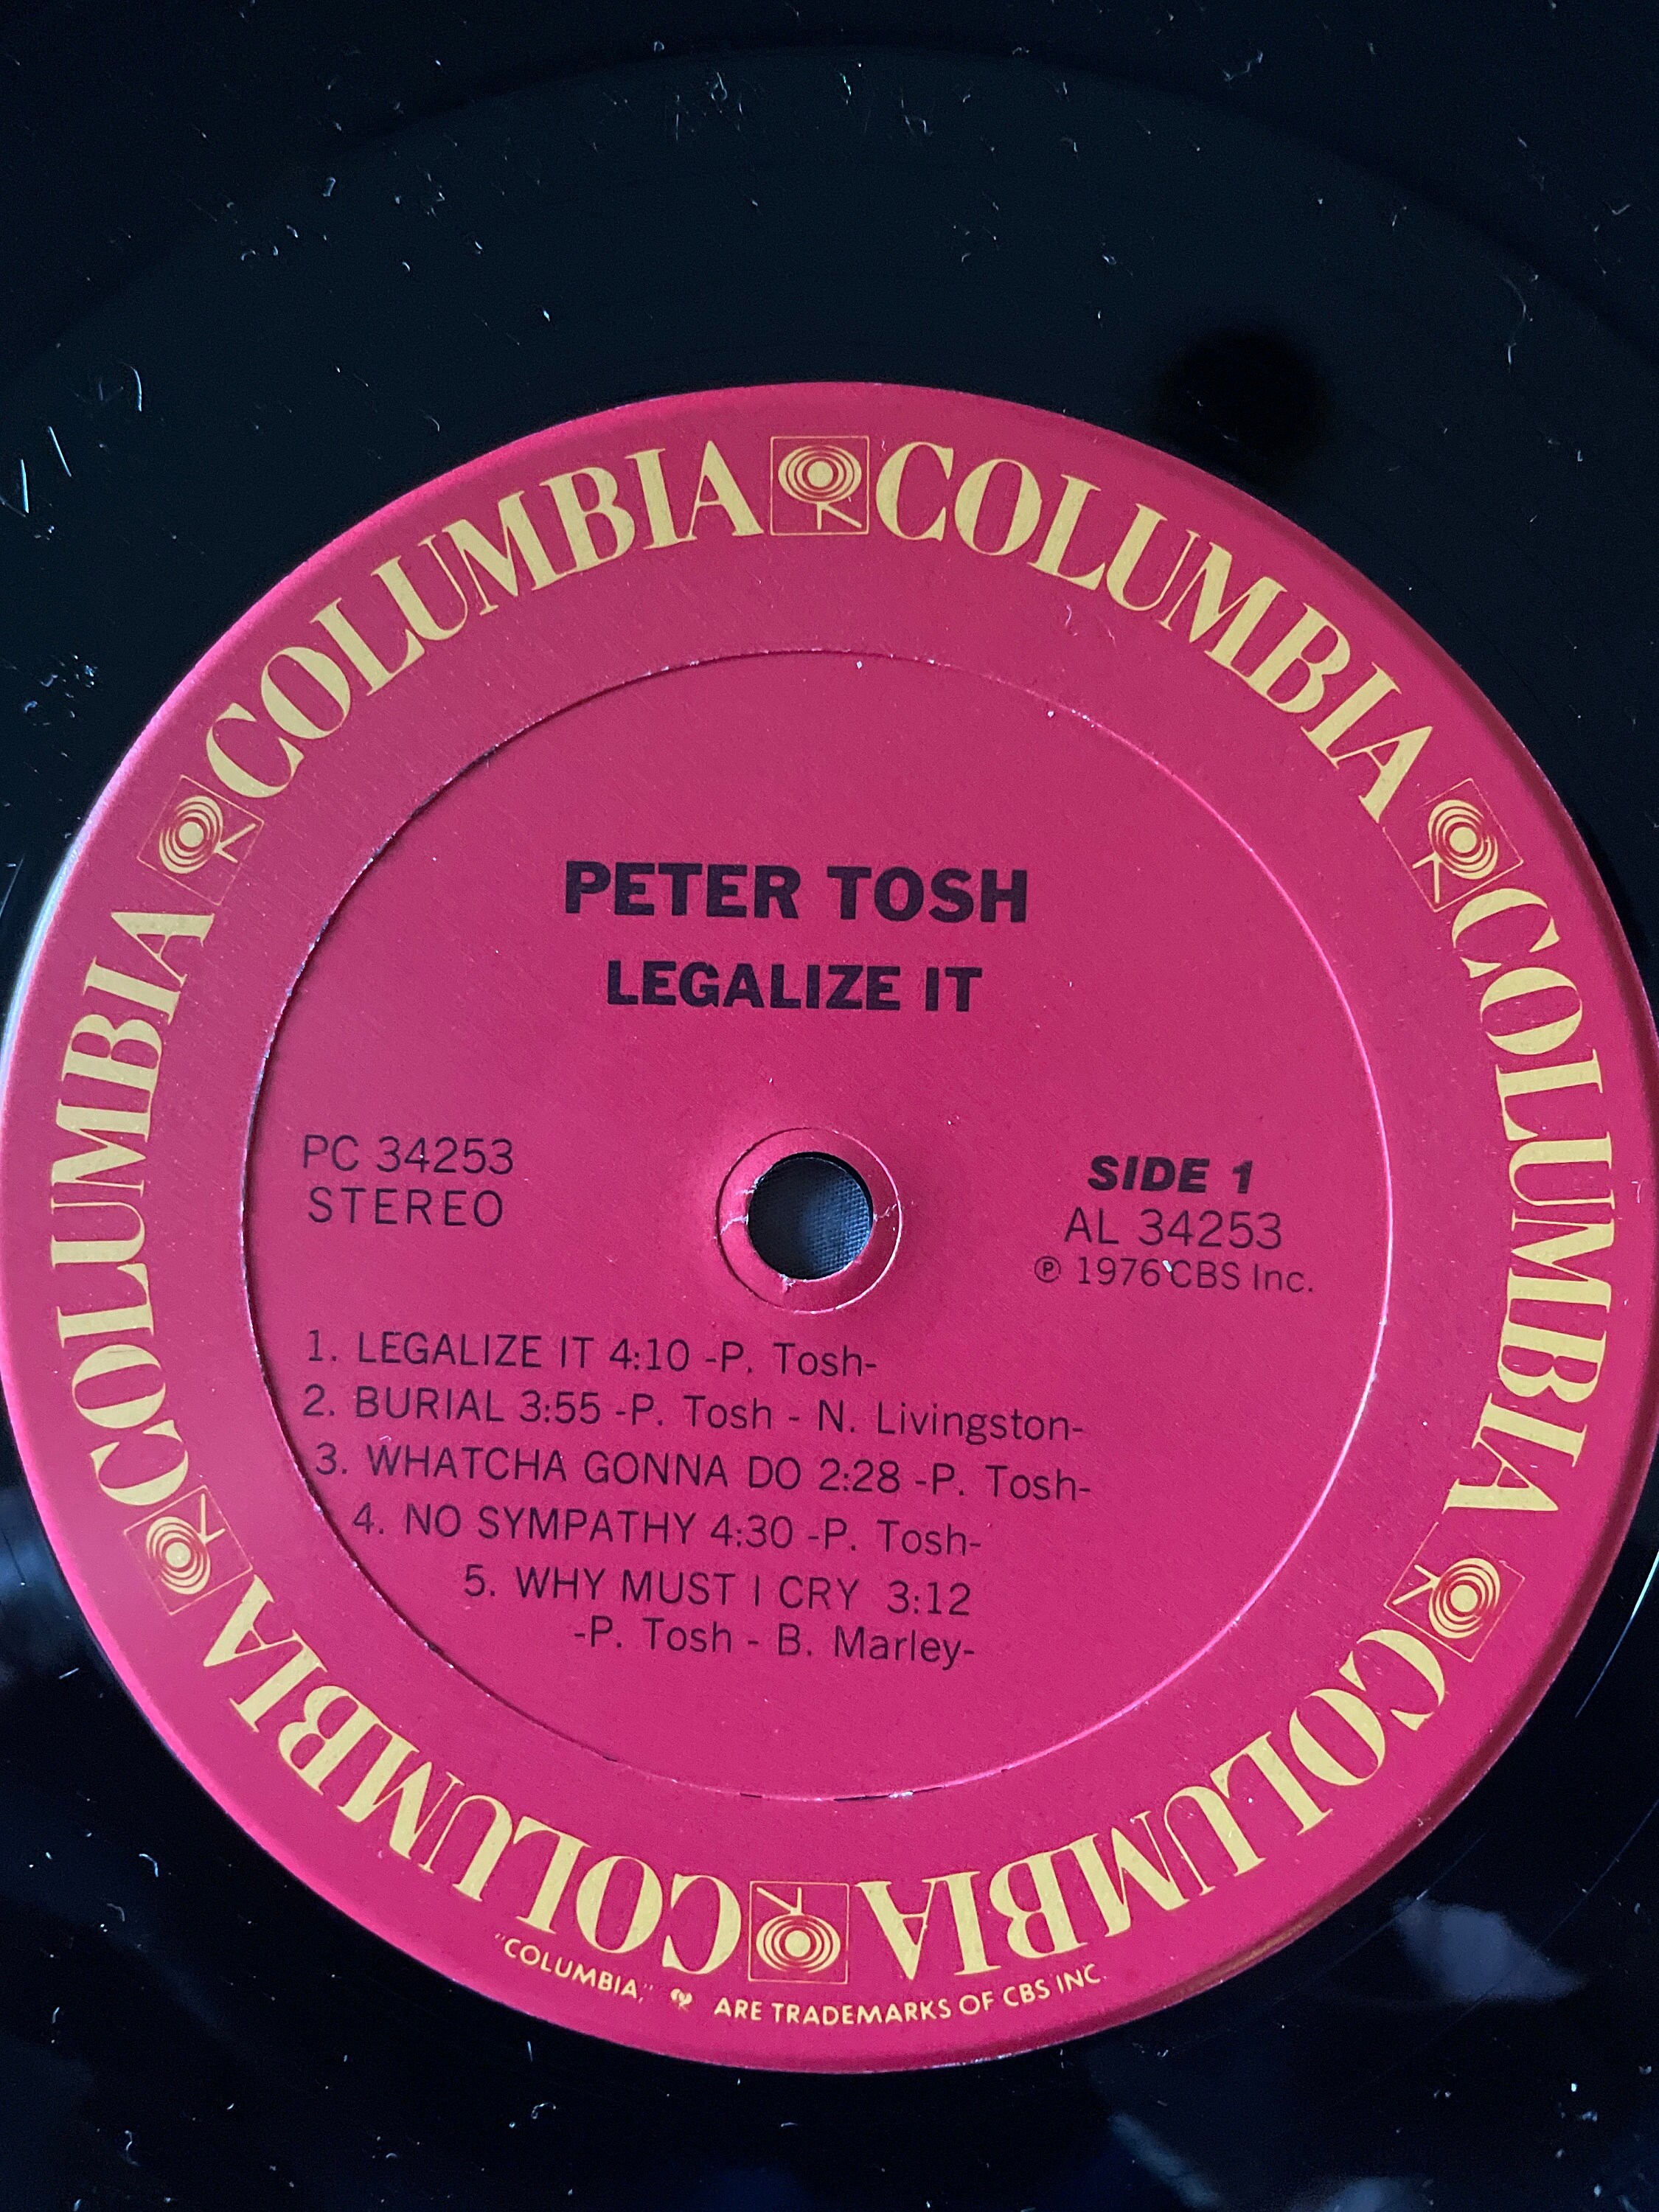 COLUMBIA COLUMBIA COLUMBIA COLUMBIA COLUMBIA COLUMBIA
PETER TOSH
LEGALIZE IT
PC 34253
STEREO
SIDE 1
AL 34253
℗ 1976 CBS Inc.
1. LEGALIZE IT 4:10 -P. Tosh-
2. BURIAL 3:55 -P. Tosh - N. Livingston-
3. WHATCHA GONNA DO 2:28 -P. Tosh-
4. NO SYMPATHY 4:30 -P. Tosh-
5. WHY MUST I CRY 3:12
-P. Tosh - B. Marley-
"COLUMBIA," ARE TRADEMARKS OF CBS INC.